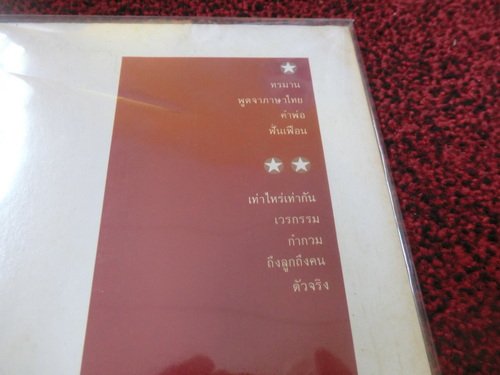 ทรมาน
พูดจาภาษาไทย
คำพ่อ
ฟั่นเฟือน
เท่าไหร่เท่ากัน
เวรกรรม
กำกวม
ถึงลูกถึงคน
ตัวจริง